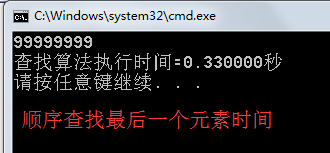 C:\Windows\system32\cmd.exe
99999999
查找算法执行时间=0.330000秒
请按任意键继续. . .
顺序查找最后一个元素时间